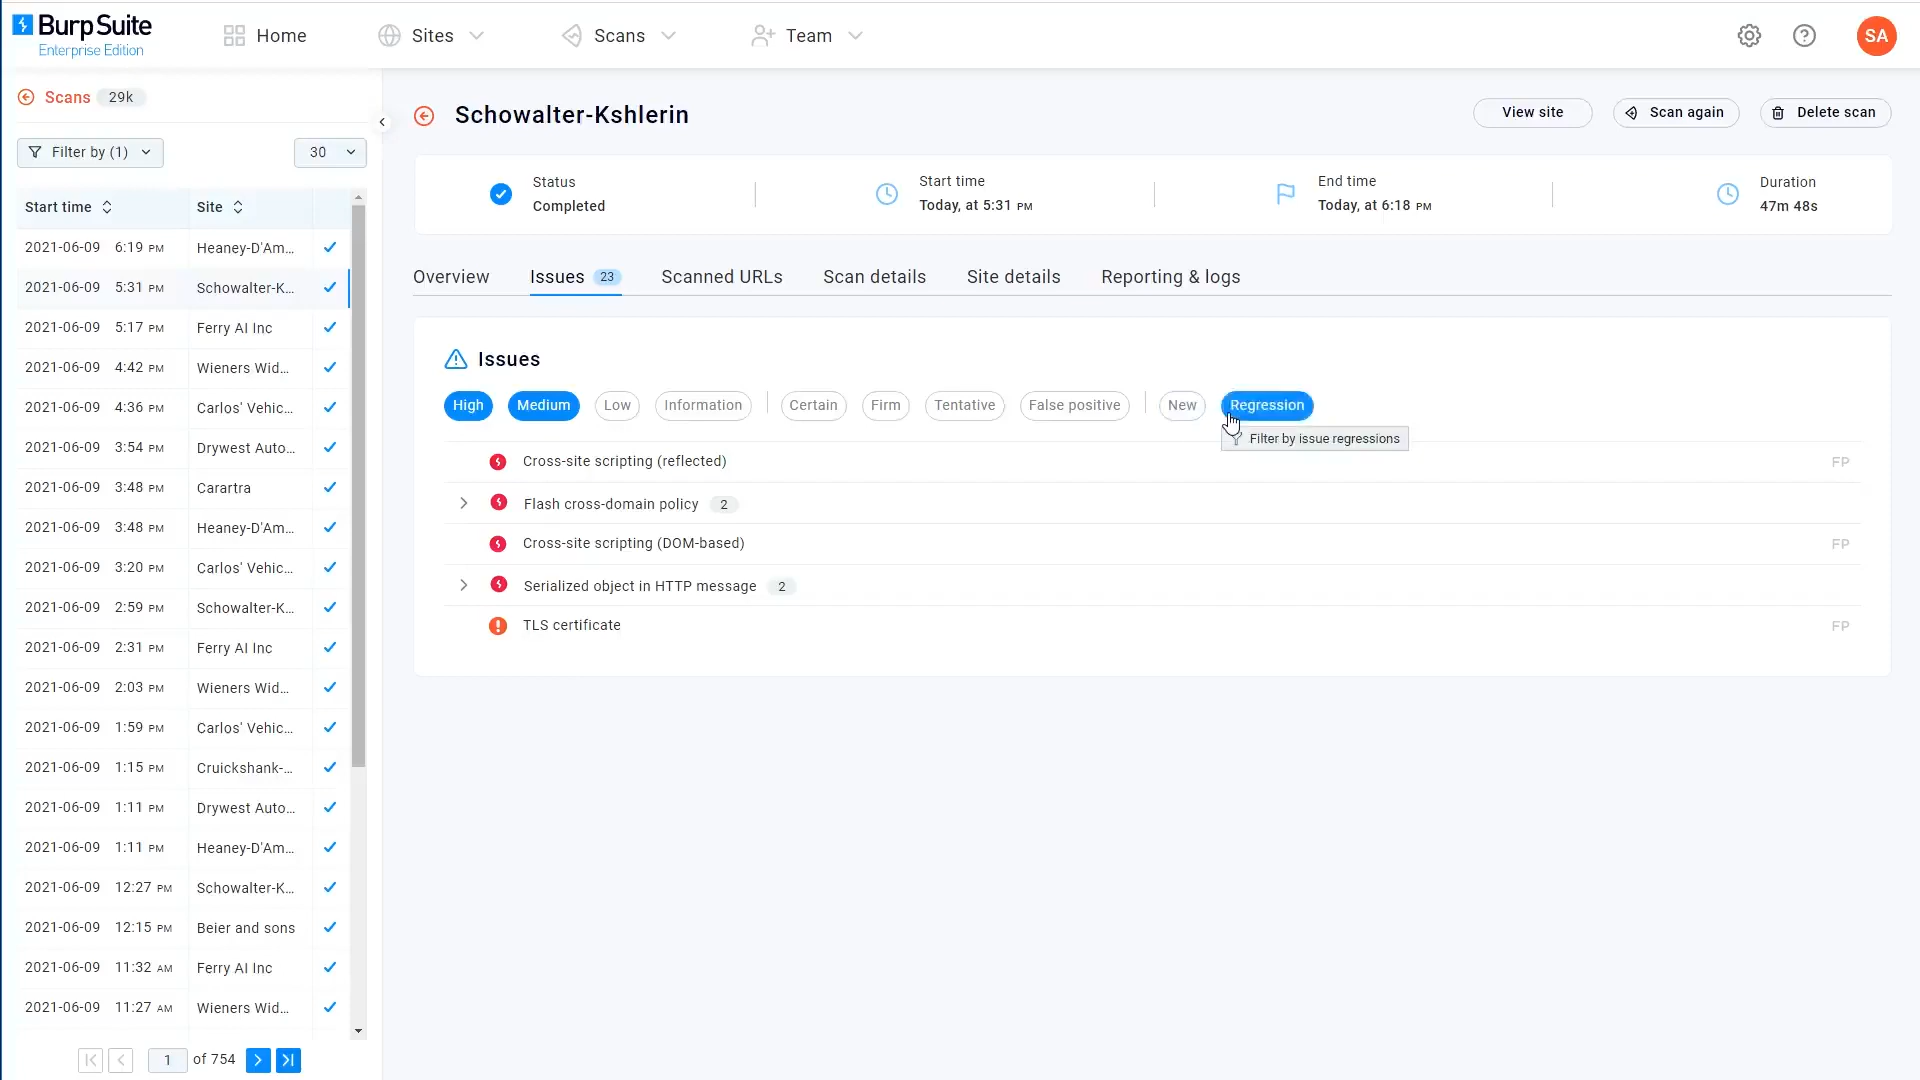 Burp Suite
Enterprise Edition
Home
Sites
Scans
Team
SA
Scans 29k
Filter by (1)
30
Start time Site
2021-06-09 6:19 PM Heaney-D'Am...
2021-06-09 5:31 PM Schowalter-K...
2021-06-09 5:17 PM Ferry AI Inc
2021-06-09 4:42 PM Wieners Wid...
2021-06-09 4:36 PM Carlos' Vehic...
2021-06-09 3:54 PM Drywest Auto...
2021-06-09 3:48 PM Carartra
2021-06-09 3:48 PM Heaney-D'Am...
2021-06-09 3:20 PM Carlos' Vehic...
2021-06-09 2:59 PM Schowalter-K...
2021-06-09 2:31 PM Ferry AI Inc
2021-06-09 2:03 PM Wieners Wid...
2021-06-09 1:59 PM Carlos' Vehic...
2021-06-09 1:15 PM Cruickshank-...
2021-06-09 1:11 PM Drywest Auto...
2021-06-09 1:11 PM Heaney-D'Am...
2021-06-09 12:27 PM Schowalter-K...
2021-06-09 12:15 PM Beier and sons
2021-06-09 11:32 AM Ferry AI Inc
2021-06-09 11:27 AM Wieners Wid...
1 of 754
Schowalter-Kshlerin
View site
Scan again
Delete scan
Status
Completed
Start time
Today, at 5:31 PM
End time
Today, at 6:18 PM
Duration
47m 48s
Overview
Issues 23
Scanned URLs
Scan details
Site details
Reporting & logs
Issues
High Medium Low Information Certain Firm Tentative False positive New Regression
Filter by issue regressions
Cross-site scripting (reflected) FP
Flash cross-domain policy 2
Cross-site scripting (DOM-based) FP
Serialized object in HTTP message 2
TLS certificate FP